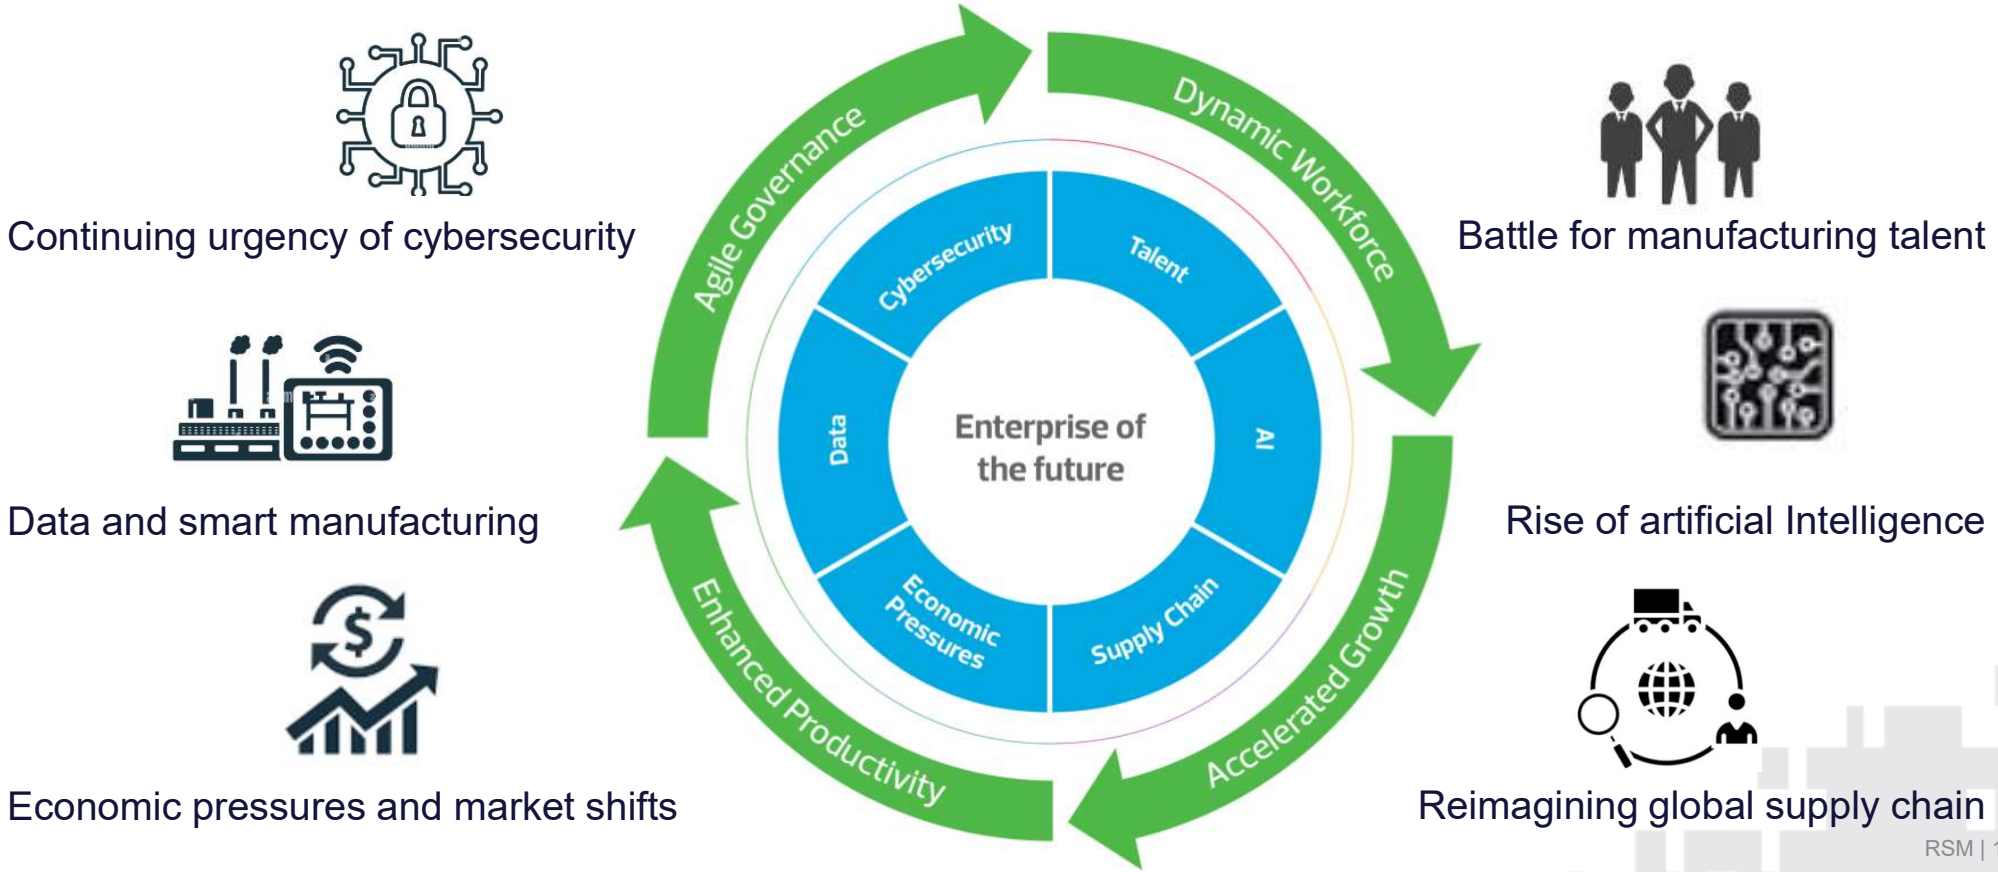 Continuing urgency of cybersecurity
Data and smart manufacturing
Economic pressures and market shifts
Agile Governance
Dynamic Workforce
Accelerated Growth
Enhanced Productivity
Cybersecurity
Talent
AI
Supply Chain
Economic
Pressures
Data
Enterprise of
the future
Battle for manufacturing talent
Rise of artificial Intelligence
Reimagining global supply chain
RSM | 1